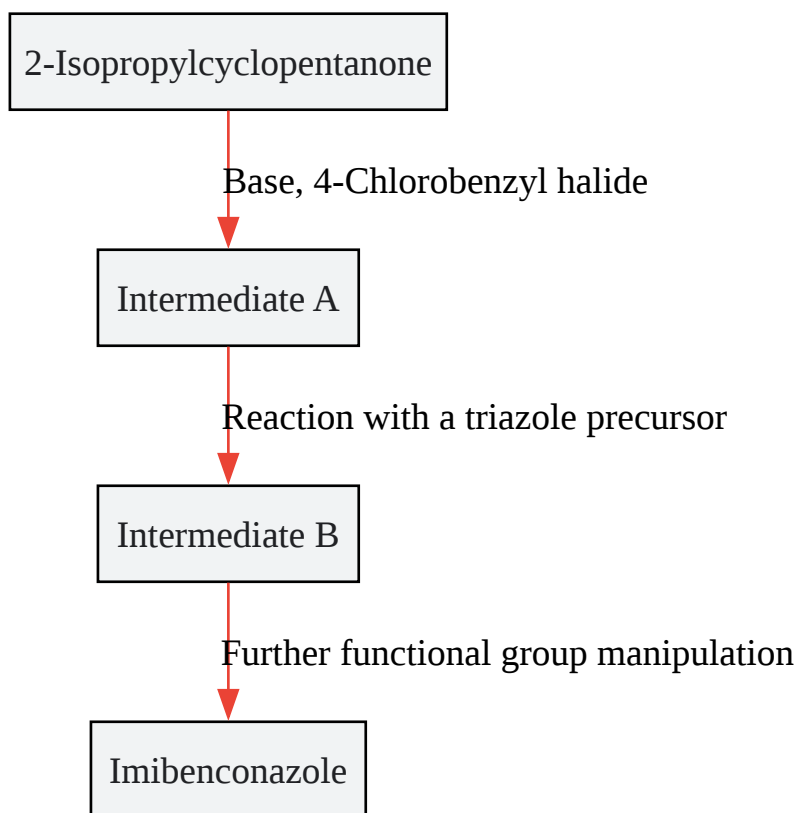 2-Isopropylcyclopentanone
Base, 4-Chlorobenzyl halide
Intermediate A
Reaction with a triazole precursor
Intermediate B
Further functional group manipulation
Imibenconazole